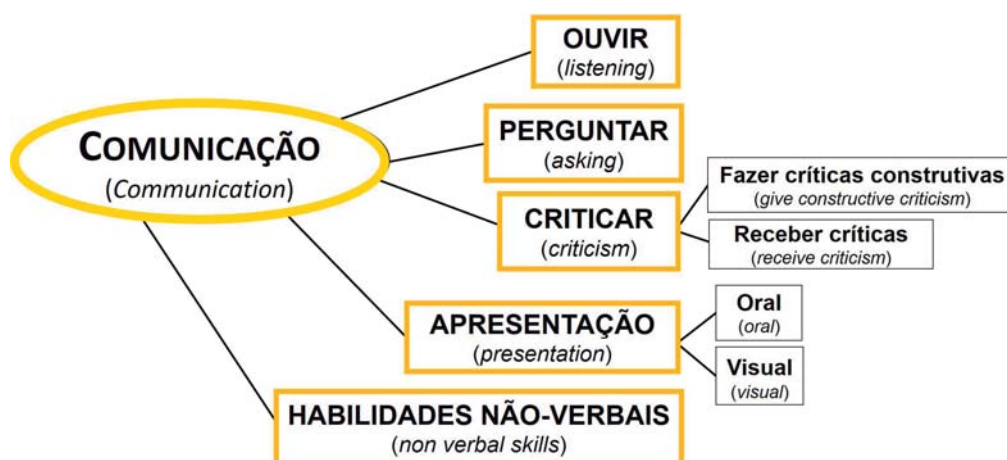 COMUNICAÇÃO
(Communication)
OUVIR
(listening)
PERGUNTAR
(asking)
CRITICAR
(criticism)
Fazer críticas construtivas
(give constructive criticism)
Receber críticas
(receive criticism)
APRESENTAÇÃO
(presentation)
Oral
(oral)
Visual
(visual)
HABILIDADES NÃO-VERBAIS
(non verbal skills)